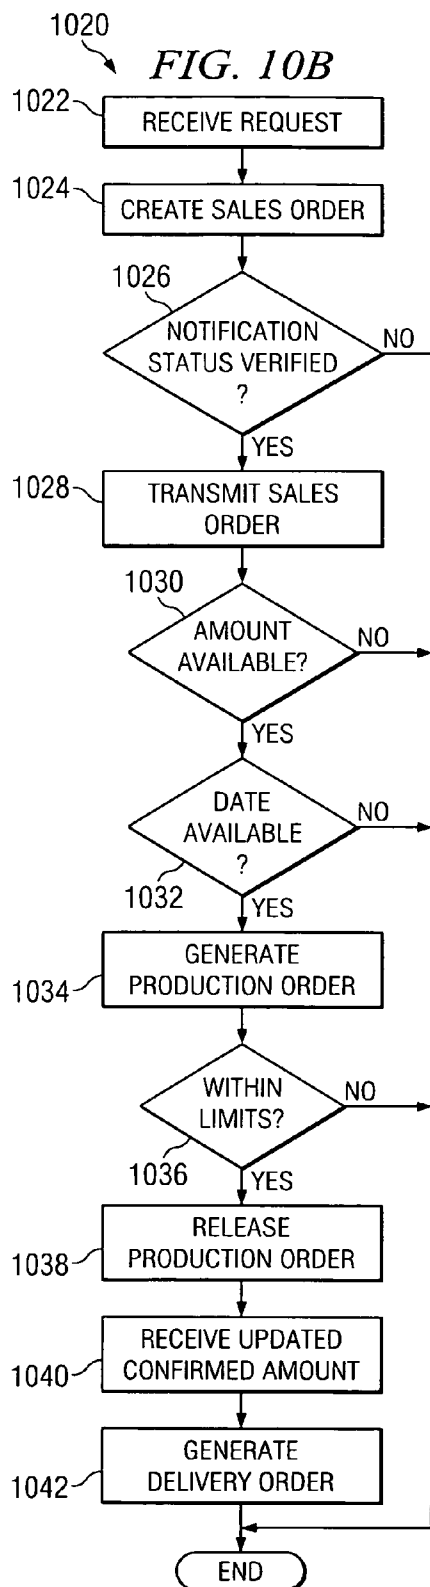 1020
FIG. 10B
1022
RECEIVE REQUEST
1024
CREATE SALES ORDER
1026
NOTIFICATION
STATUS VERIFIED
?
NO
YES
1028
TRANSMIT SALES
ORDER
1030
AMOUNT
AVAILABLE?
NO
YES
DATE
AVAILABLE
?
NO
1032
YES
GENERATE
PRODUCTION ORDER
1034
WITHIN
LIMITS?
NO
1036
YES
RELEASE
PRODUCTION ORDER
1038
RECEIVE UPDATED
CONFIRMED AMOUNT
1040
GENERATE
DELIVERY ORDER
1042
END